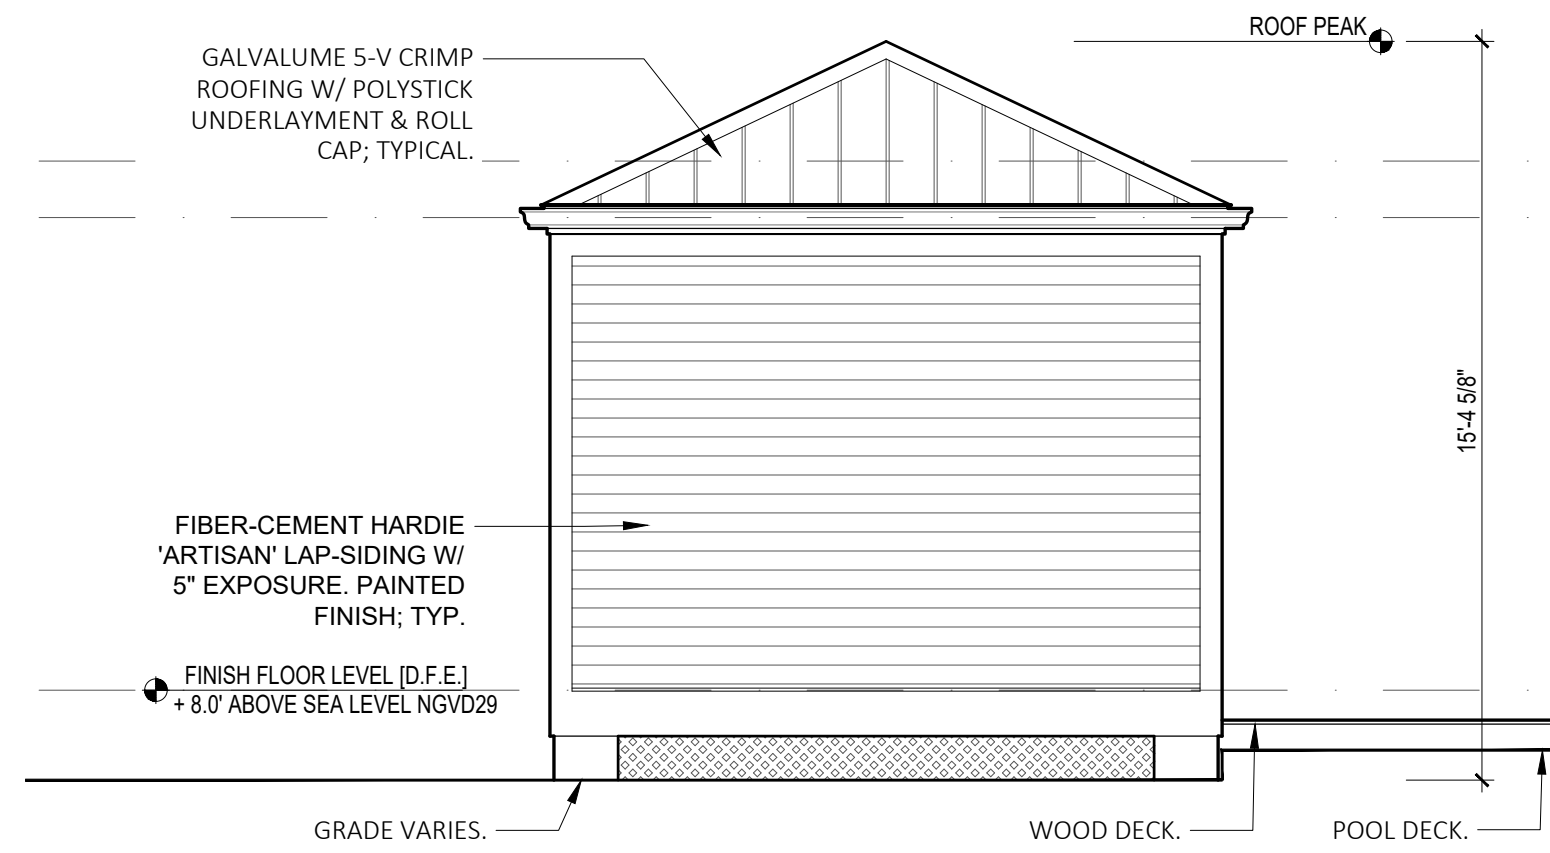 ROOF PEAK
GALVALUME 5-V CRIMP
ROOFING W/ POLYSTICK
UNDERLAYMENT & ROLL
CAP; TYPICAL.
15'-4 5/8"
FIBER-CEMENT HARDIE
'ARTISAN' LAP-SIDING W/
5" EXPOSURE. PAINTED
FINISH; TYP.
FINISH FLOOR LEVEL [D.F.E.]
+ 8.0' ABOVE SEA LEVEL NGVD29
GRADE VARIES.
WOOD DECK.
POOL DECK.